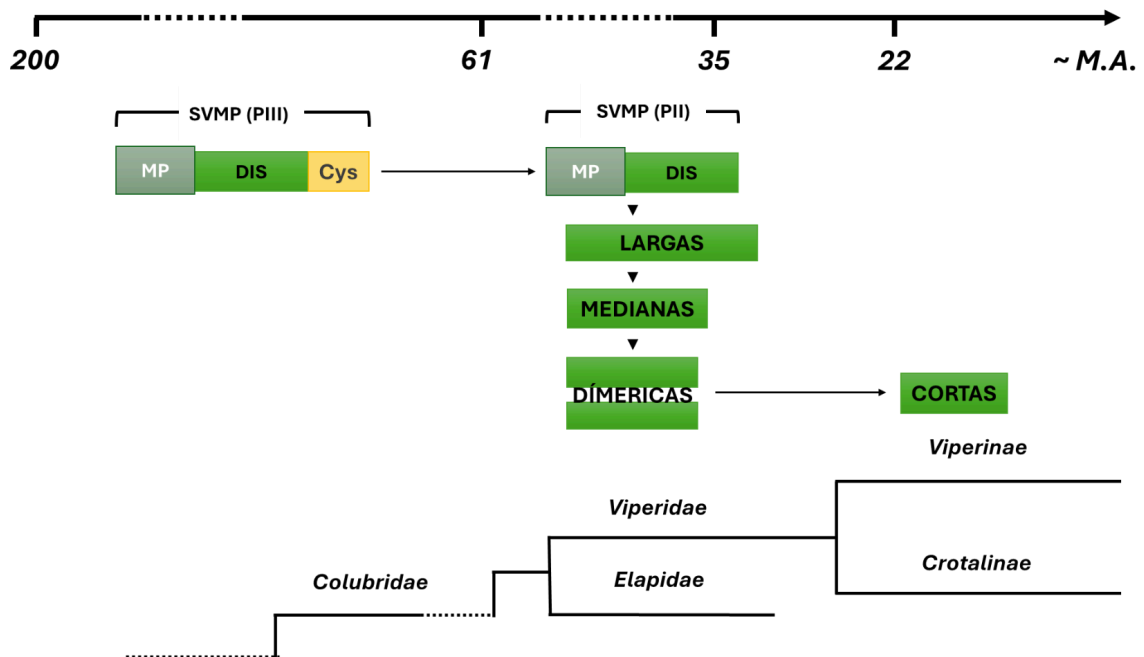 200 61 35 22 ~ M.A.
SVMP (PIII) SVMP (PII)
MP DIS Cys MP DIS
LARGAS
MEDIANAS
DÍMERICAS CORTAS
Viperinae
Viperidae
Crotalinae
Colubridae Elapidae